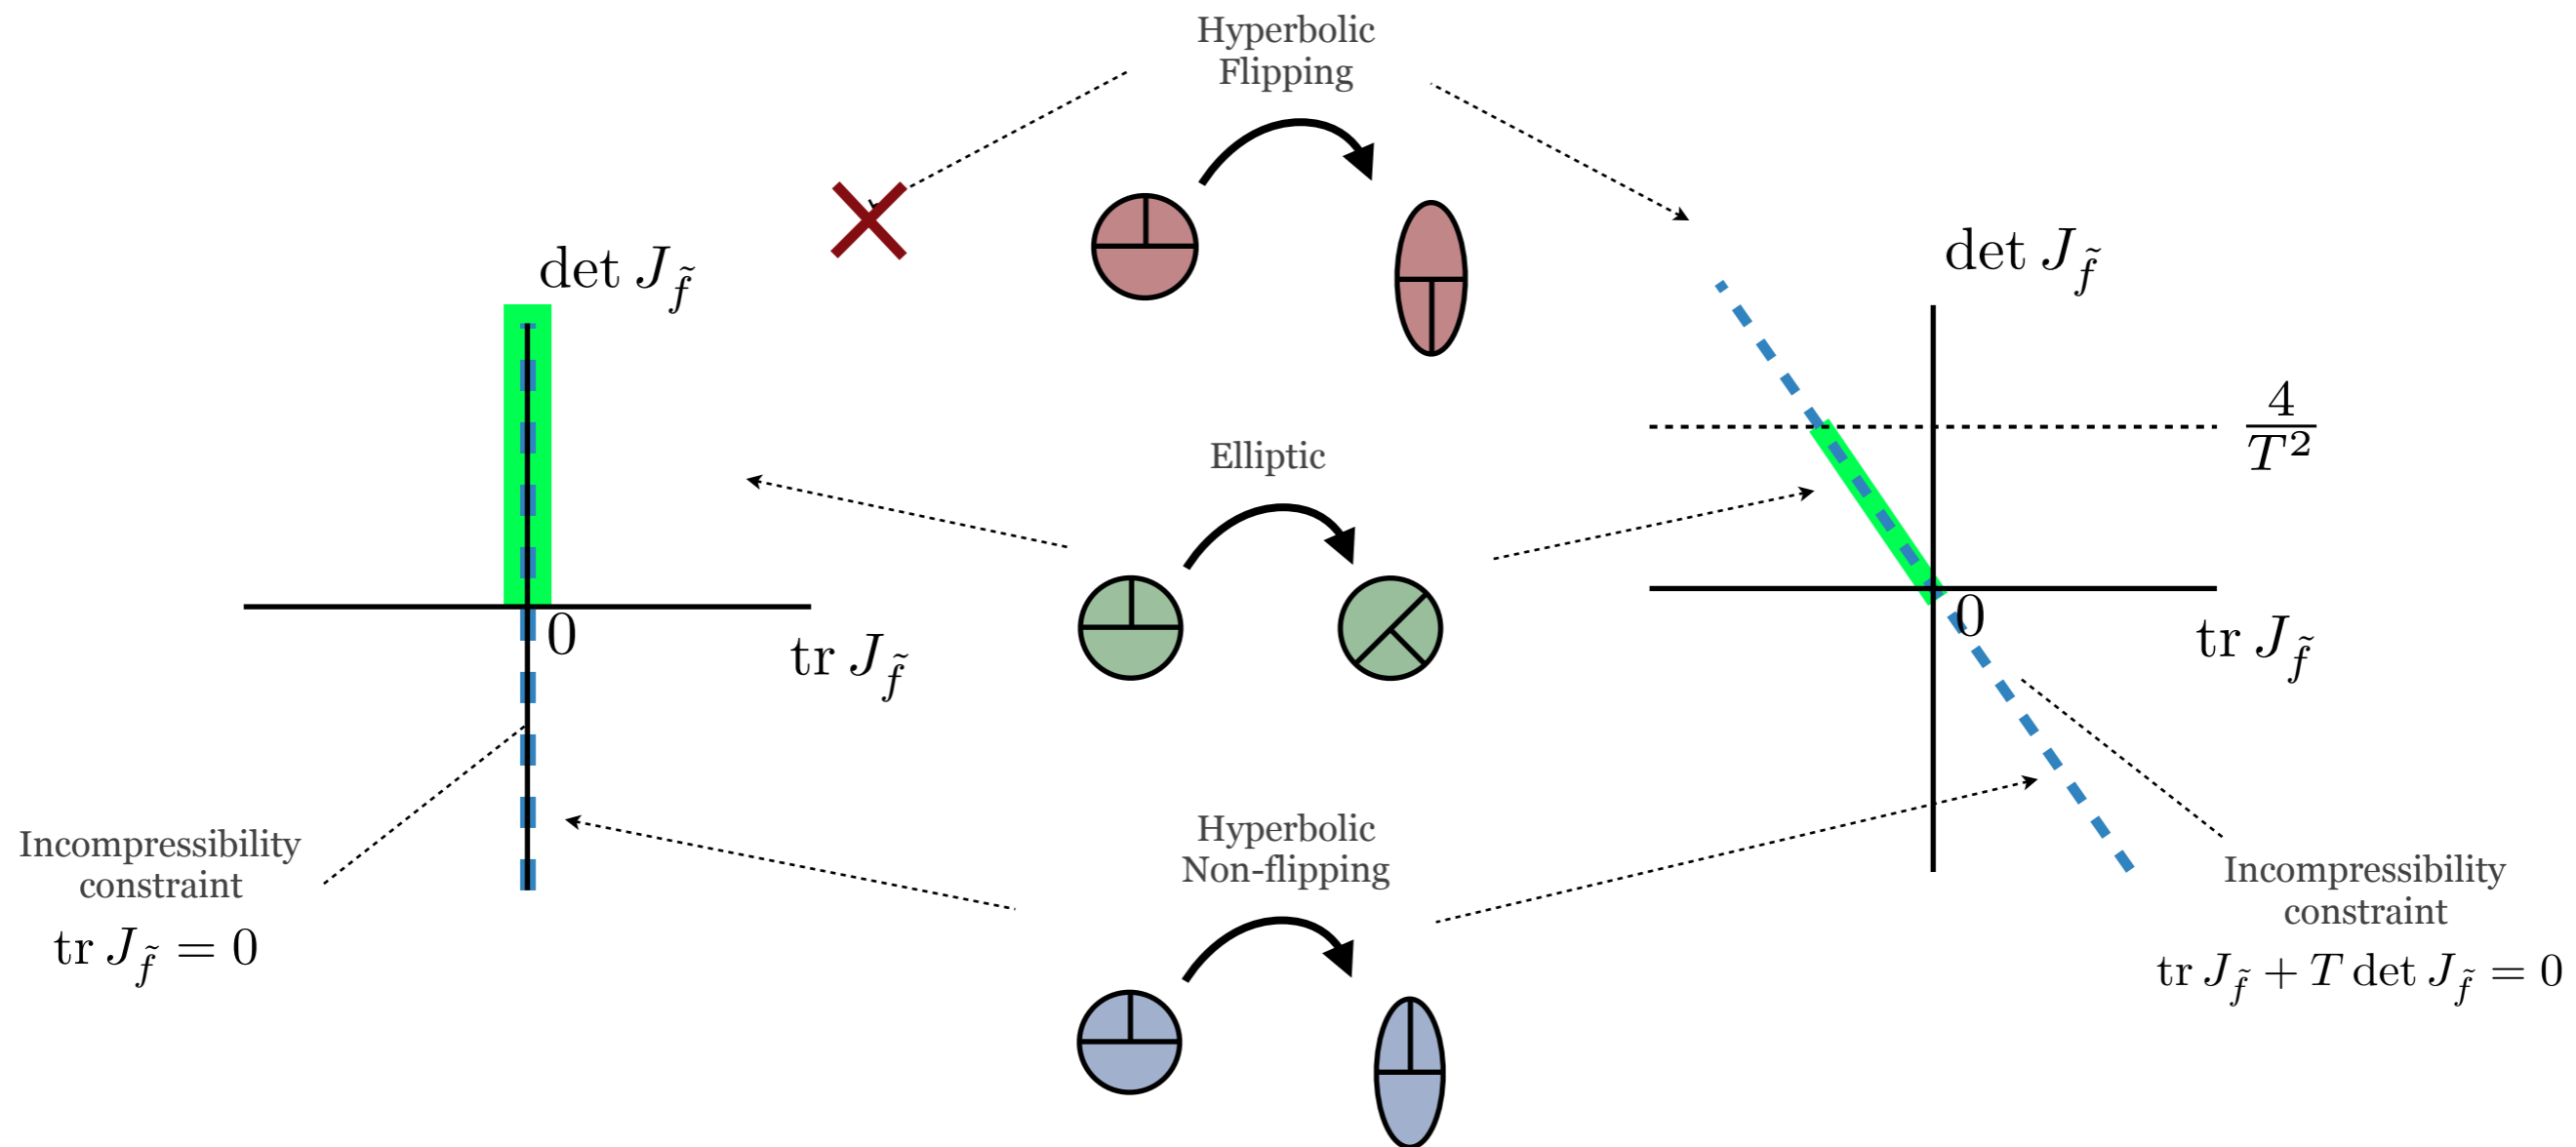 Hyperbolic
Flipping
det J_f̃
det J_f̃
4/T²
Elliptic
0
tr J_f̃
0
tr J_f̃
Hyperbolic
Non-flipping
Incompressibility
constraint
tr J_f̃ = 0
Incompressibility
constraint
tr J_f̃ + T det J_f̃ = 0